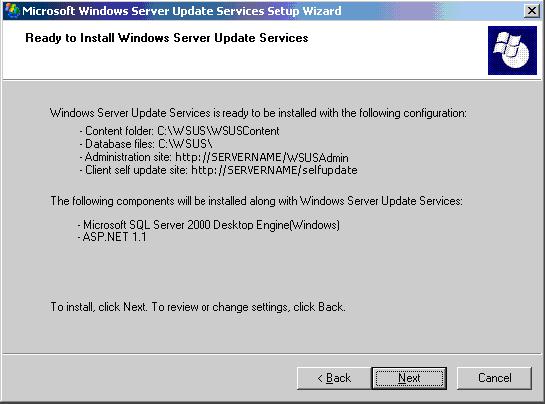 Microsoft Windows Server Update Services Setup Wizard
Ready to Install Windows Server Update Services
Windows Server Update Services is ready to be installed with the following configuration:
- Content folder: C:\WSUS\WSUSContent
- Database files: C:\WSUS\
- Administration site: http://SERVERNAME/WSUSAdmin
- Client self update site: http://SERVERNAME/selfupdate
The following components will be installed along with Windows Server Update Services:
- Microsoft SQL Server 2000 Desktop Engine(Windows)
- ASP.NET 1.1
To install, click Next. To review or change settings, click Back.
< Back Next Cancel